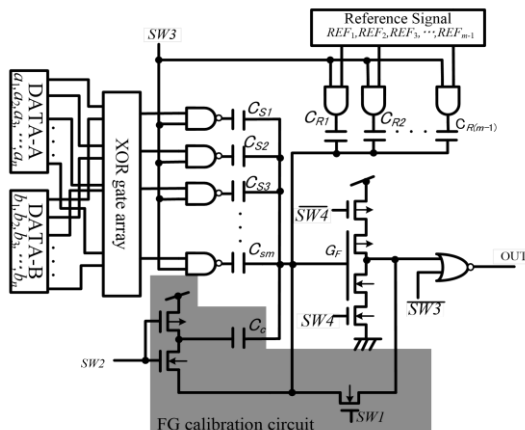 Reference Signal
REF1, REF2, REF3, ⋯, REFm-1
SW3
DATA-A
a1, a2, a3, ⋯, an
DATA-B
b1, b2, b3, ⋯, bn
XOR gate array
CS1
CS2
CS3
Csm
CR1
CR2
CR(m-1)
S̅W̅4̅
GF
SW4
OUT
S̅W̅3̅
Cc
SW2
SW1
FG calibration circuit